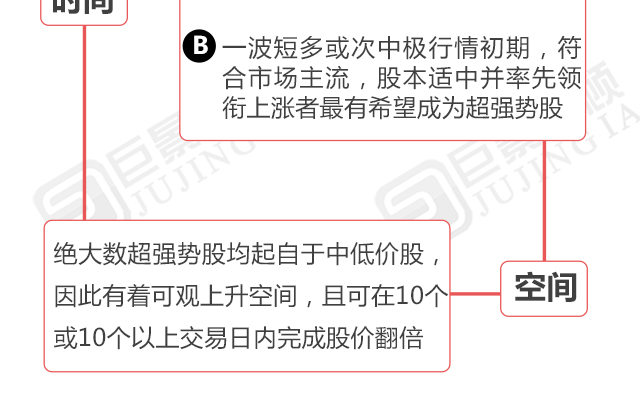 时间
B
一波短多或次中极行情初期，符
合市场主流，股本适中并率先领
衔上涨者最有希望成为超强势股
绝大数超强势股均起自于中低价股，
因此有着可观上升空间，且可在10个
或10个以上交易日内完成股价翻倍
空间
巨景
JUJING
顾
IA
巨景
JUJING